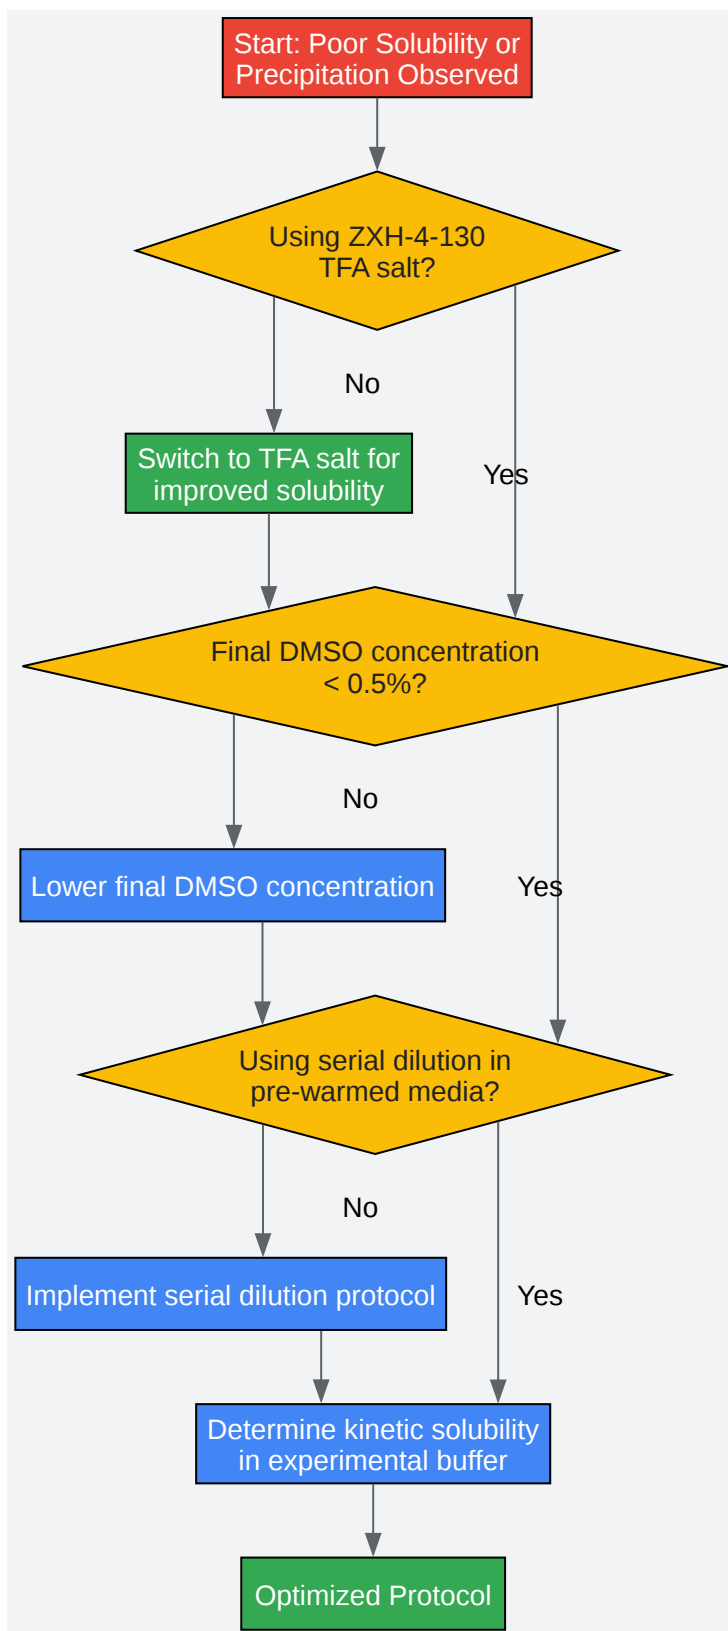 Start: Poor Solubility or
Precipitation Observed
Using ZXH-4-130
TFA salt?
No
Switch to TFA salt for
improved solubility
Yes
Final DMSO concentration
< 0.5%?
No
Lower final DMSO concentration
Yes
Using serial dilution in
pre-warmed media?
No
Implement serial dilution protocol
Yes
Determine kinetic solubility
in experimental buffer
Optimized Protocol